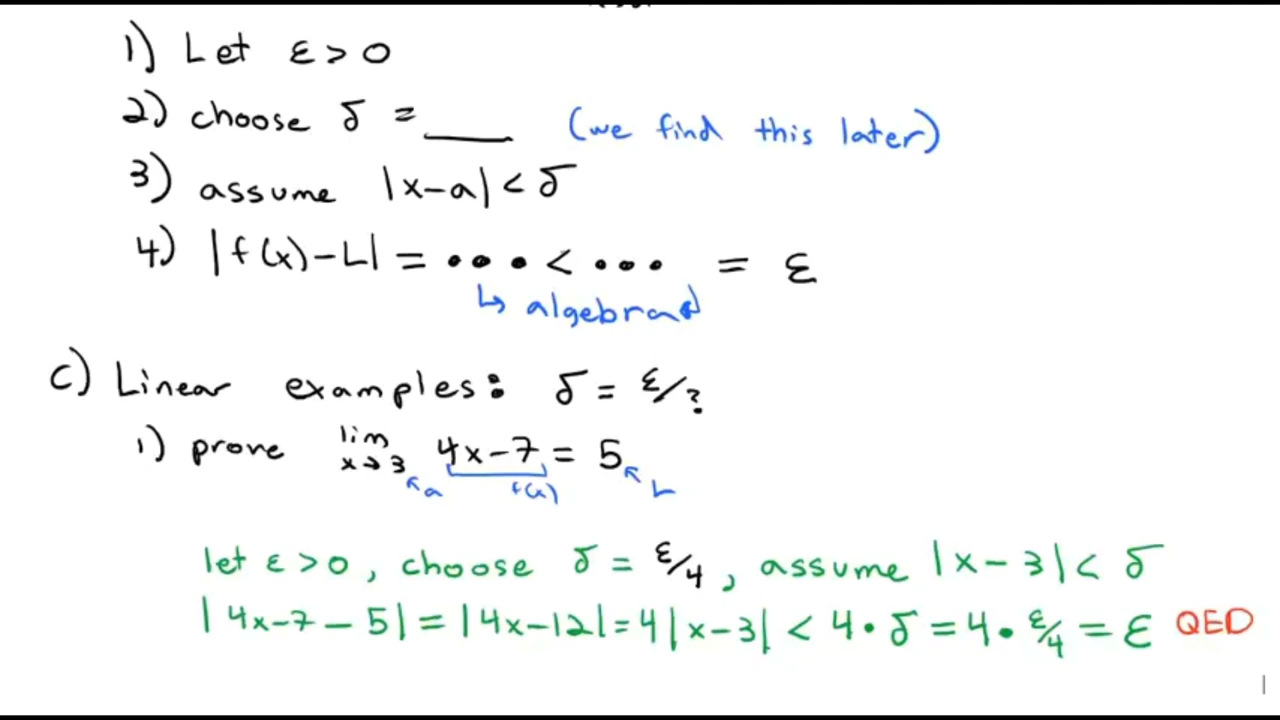 1) Let ε > 0
2) choose δ = ___ (we find this later)
3) assume |x-a| < δ
4) |f(x)-L| = ••• < ••• = ε
↳ algebra
c) Linear examples: δ = ε/?
1) prove lim x→3 4x-7 = 5
↖a f(x) ↖L
let ε > 0, choose δ = ε/4, assume |x-3| < δ
|4x-7-5| = |4x-12| = 4|x-3| < 4•δ = 4•ε/4 = ε QED